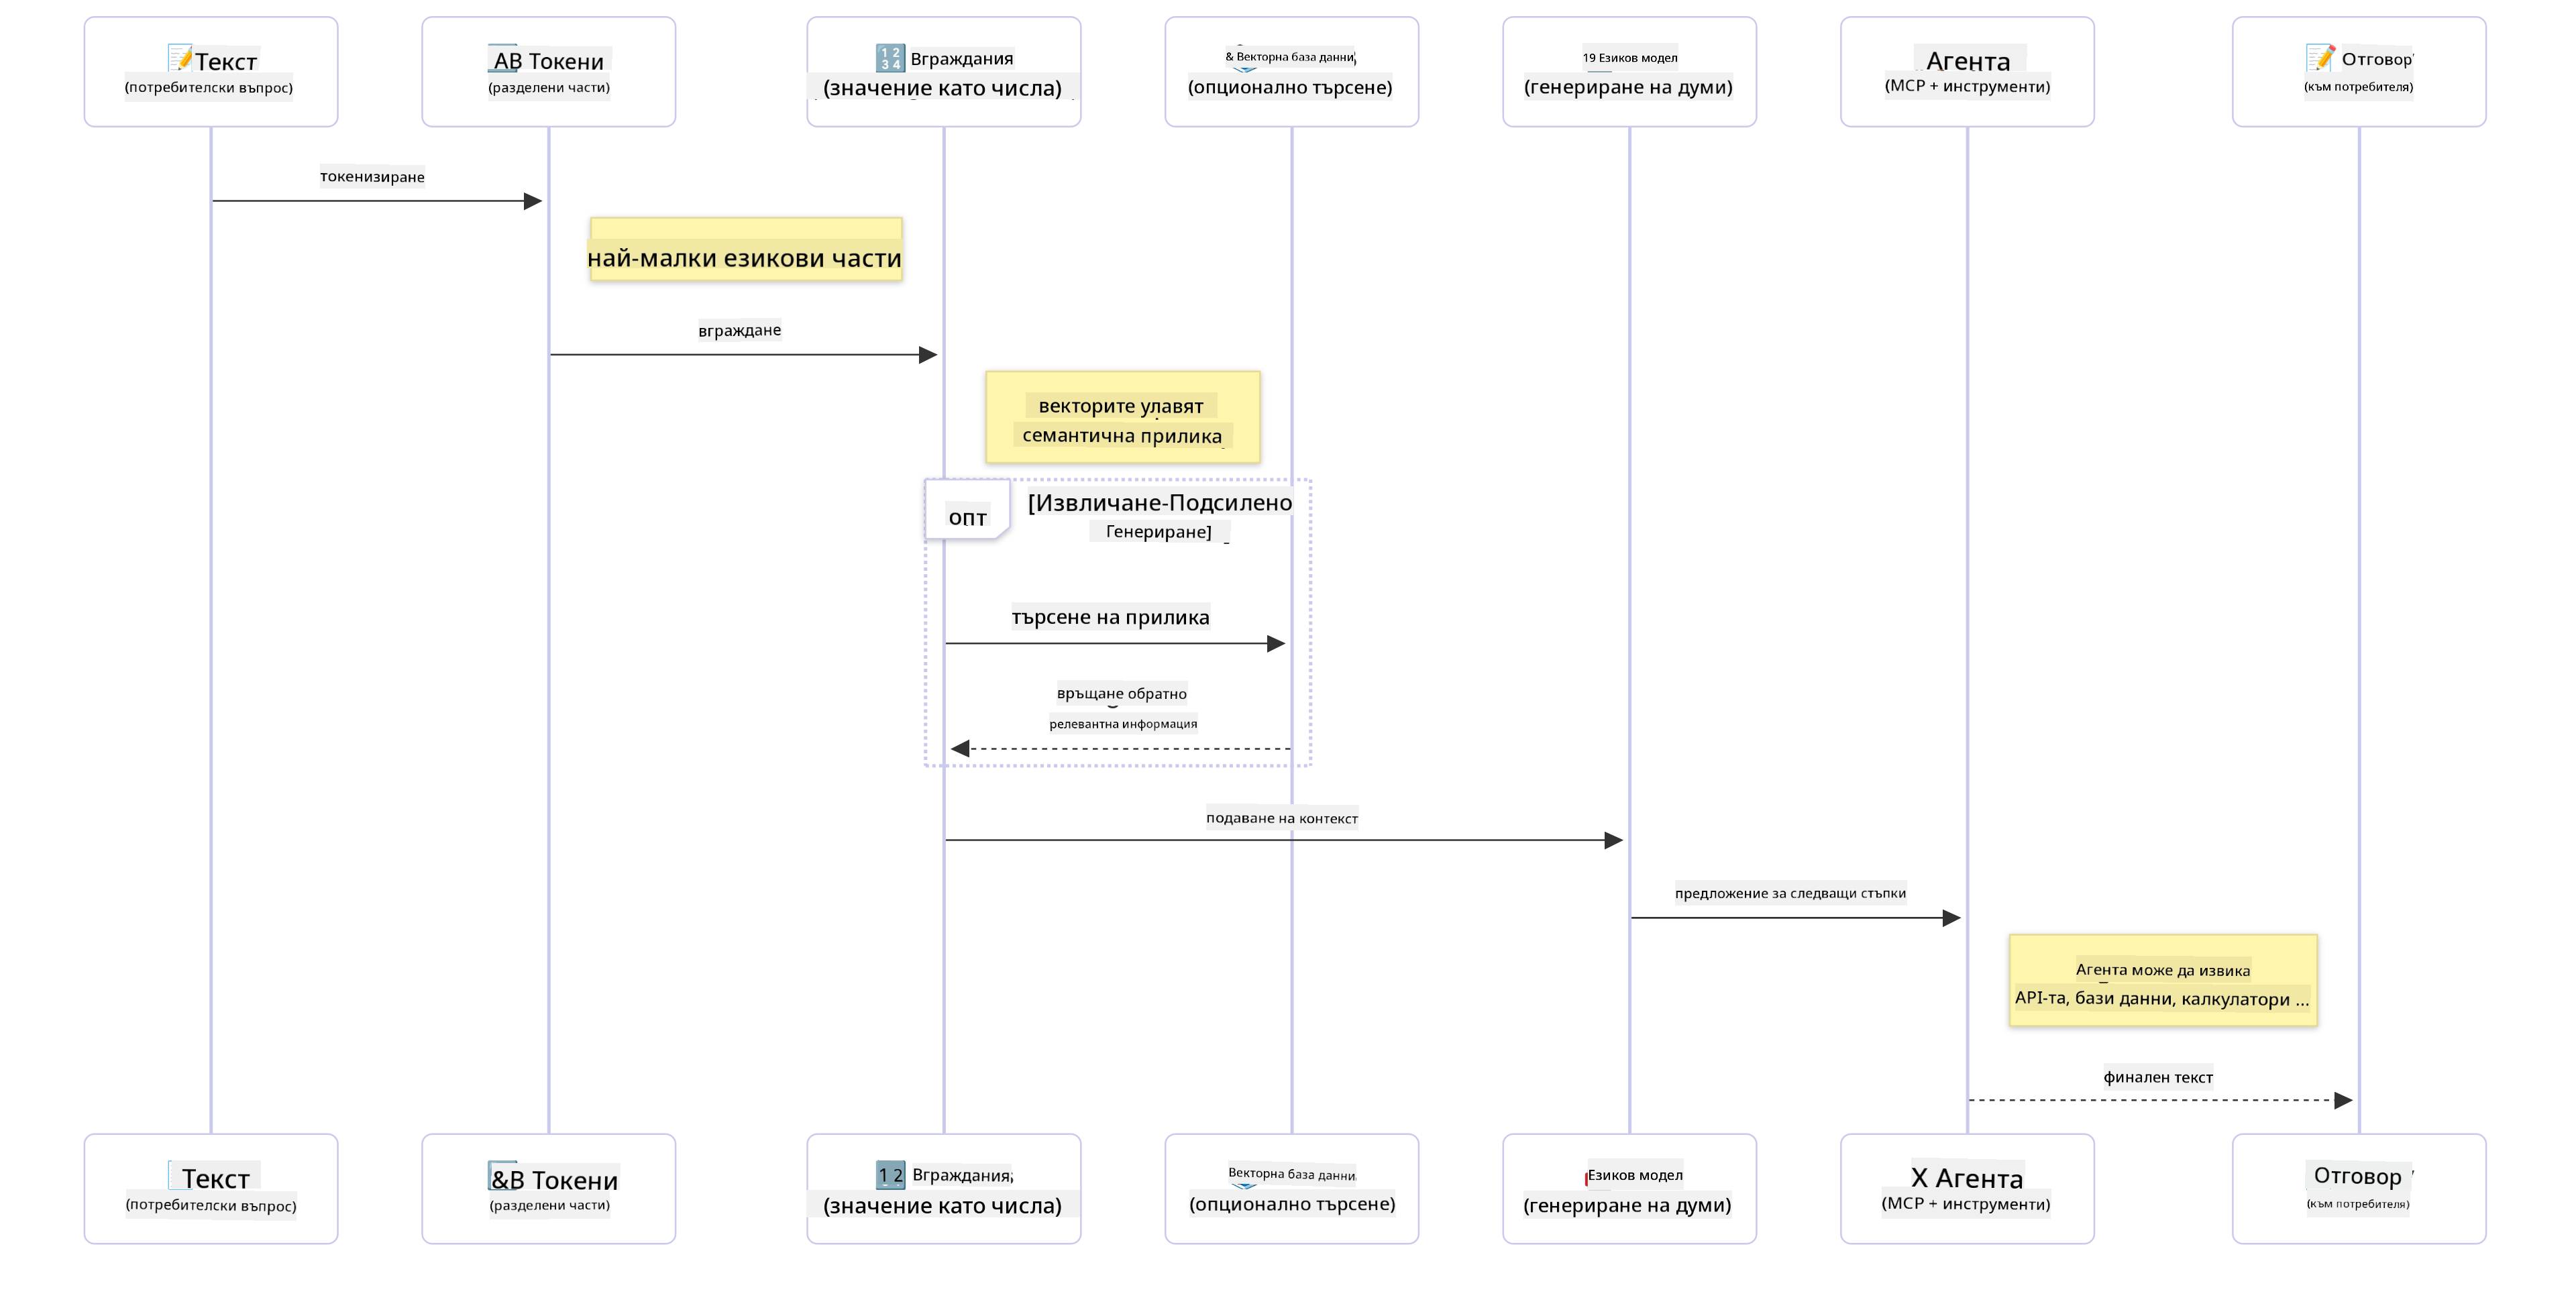 Текст
(потребителски въпрос)
AB Токени
(разделени части)
Вграждания
(значение като числа)
& Векторна база данни
(опционално търсене)
19 Езиков модел
(генериране на думи)
Агента
(MCP + инструменти)
Отговор
(към потребителя)
токенизиране
най-малки езикови части
вграждане
векторите улавят
семантична прилика
опт
[Извличане-Подсилено
Генериране]
търсене на прилика
връщане обратно
релевантна информация
подаване на контекст
предложение за следващи стъпки
Агента може да извика
API-та, бази данни, калкулатори ...
финален текст
Текст
(потребителски въпрос)
&B Токени
(разделени части)
Вграждания
(значение като числа)
Векторна база данни
(опционално търсене)
Езиков модел
(генериране на думи)
X Агента
(MCP + инструменти)
Отговор
(към потребителя)